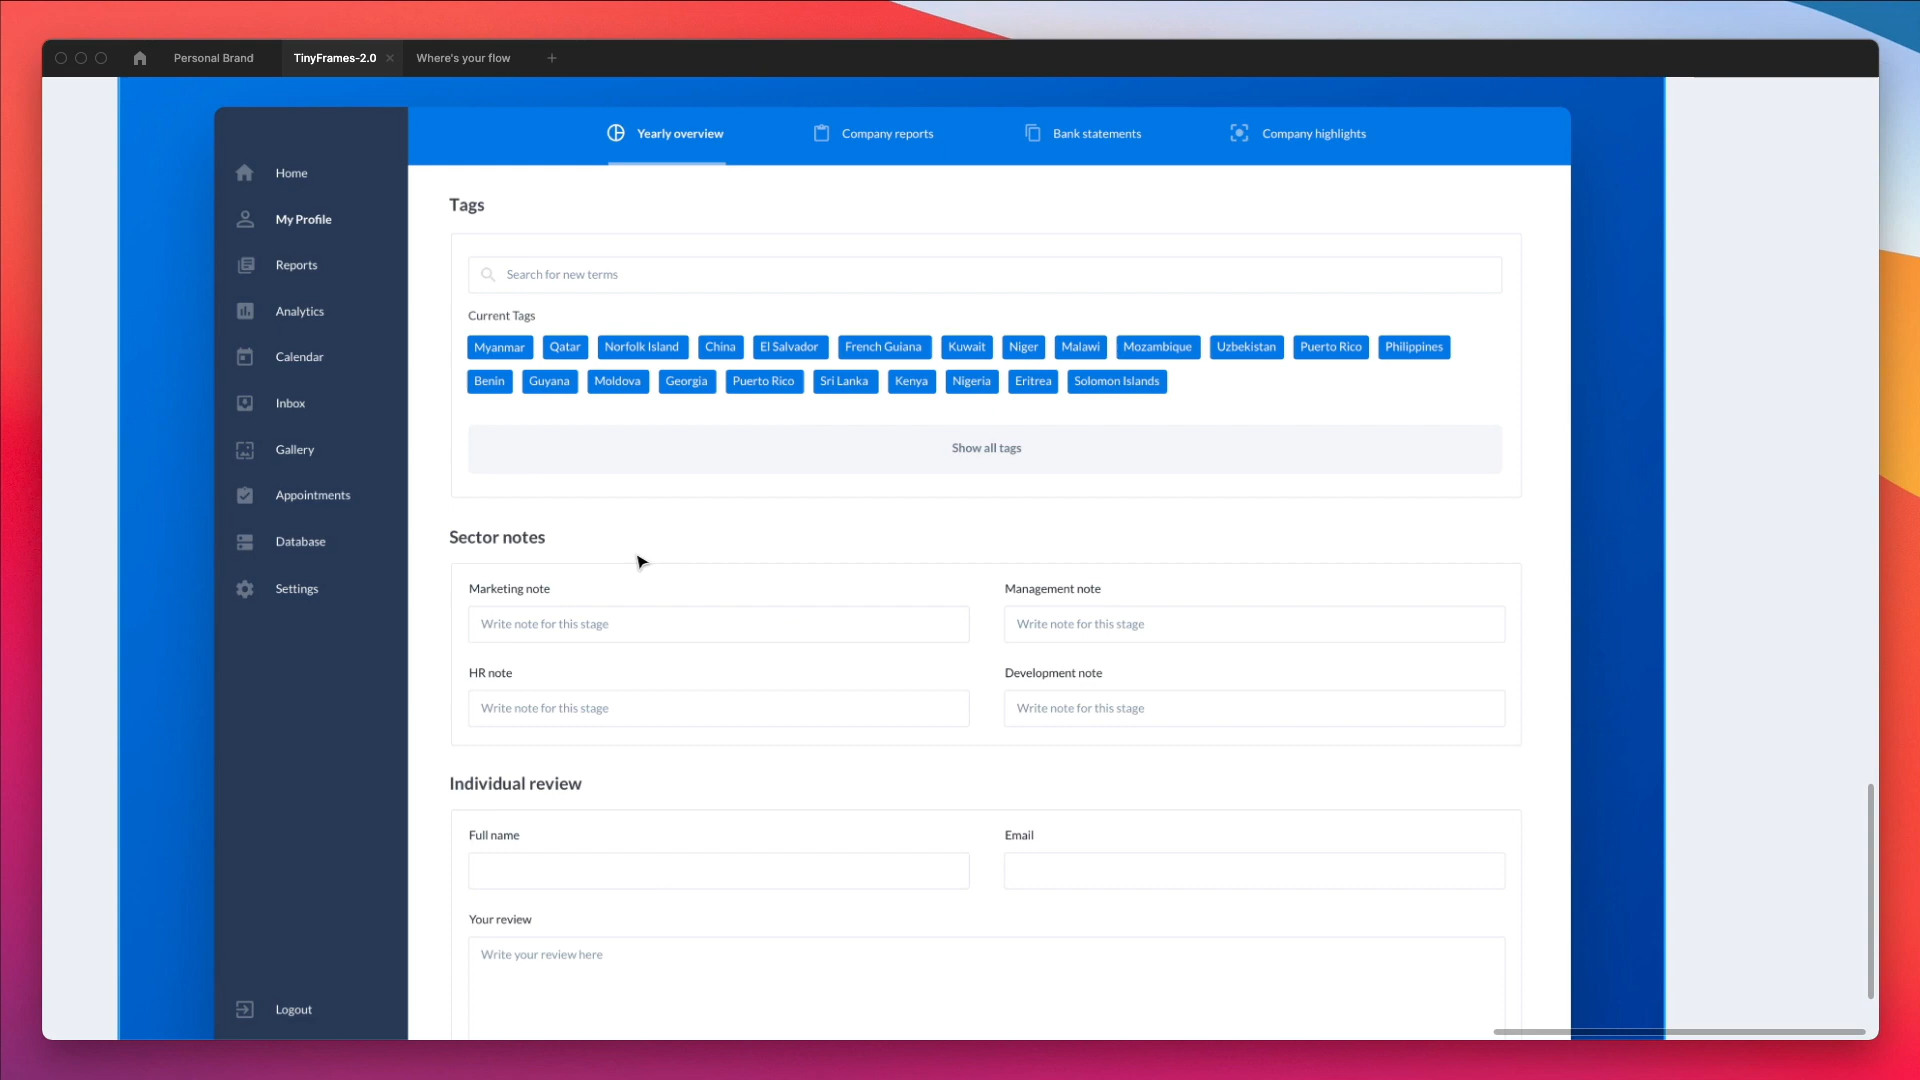 Personal Brand
TinyFrames-2.0
Where's your flow
Yearly overview
Company reports
Bank statements
Company highlights
Home
My Profile
Reports
Analytics
Calendar
Inbox
Gallery
Appointments
Database
Settings
Logout
Tags
Search for new terms
Current Tags
Myanmar Qatar Norfolk Island China El Salvador French Guiana Kuwait Niger Malawi Mozambique Uzbekistan Puerto Rico Philippines
Benin Guyana Moldova Georgia Puerto Rico Sri Lanka Kenya Nigeria Eritrea Solomon Islands
Show all tags
Sector notes
Marketing note
Write note for this stage
Management note
Write note for this stage
HR note
Write note for this stage
Development note
Write note for this stage
Individual review
Full name
Email
Your review
Write your review here